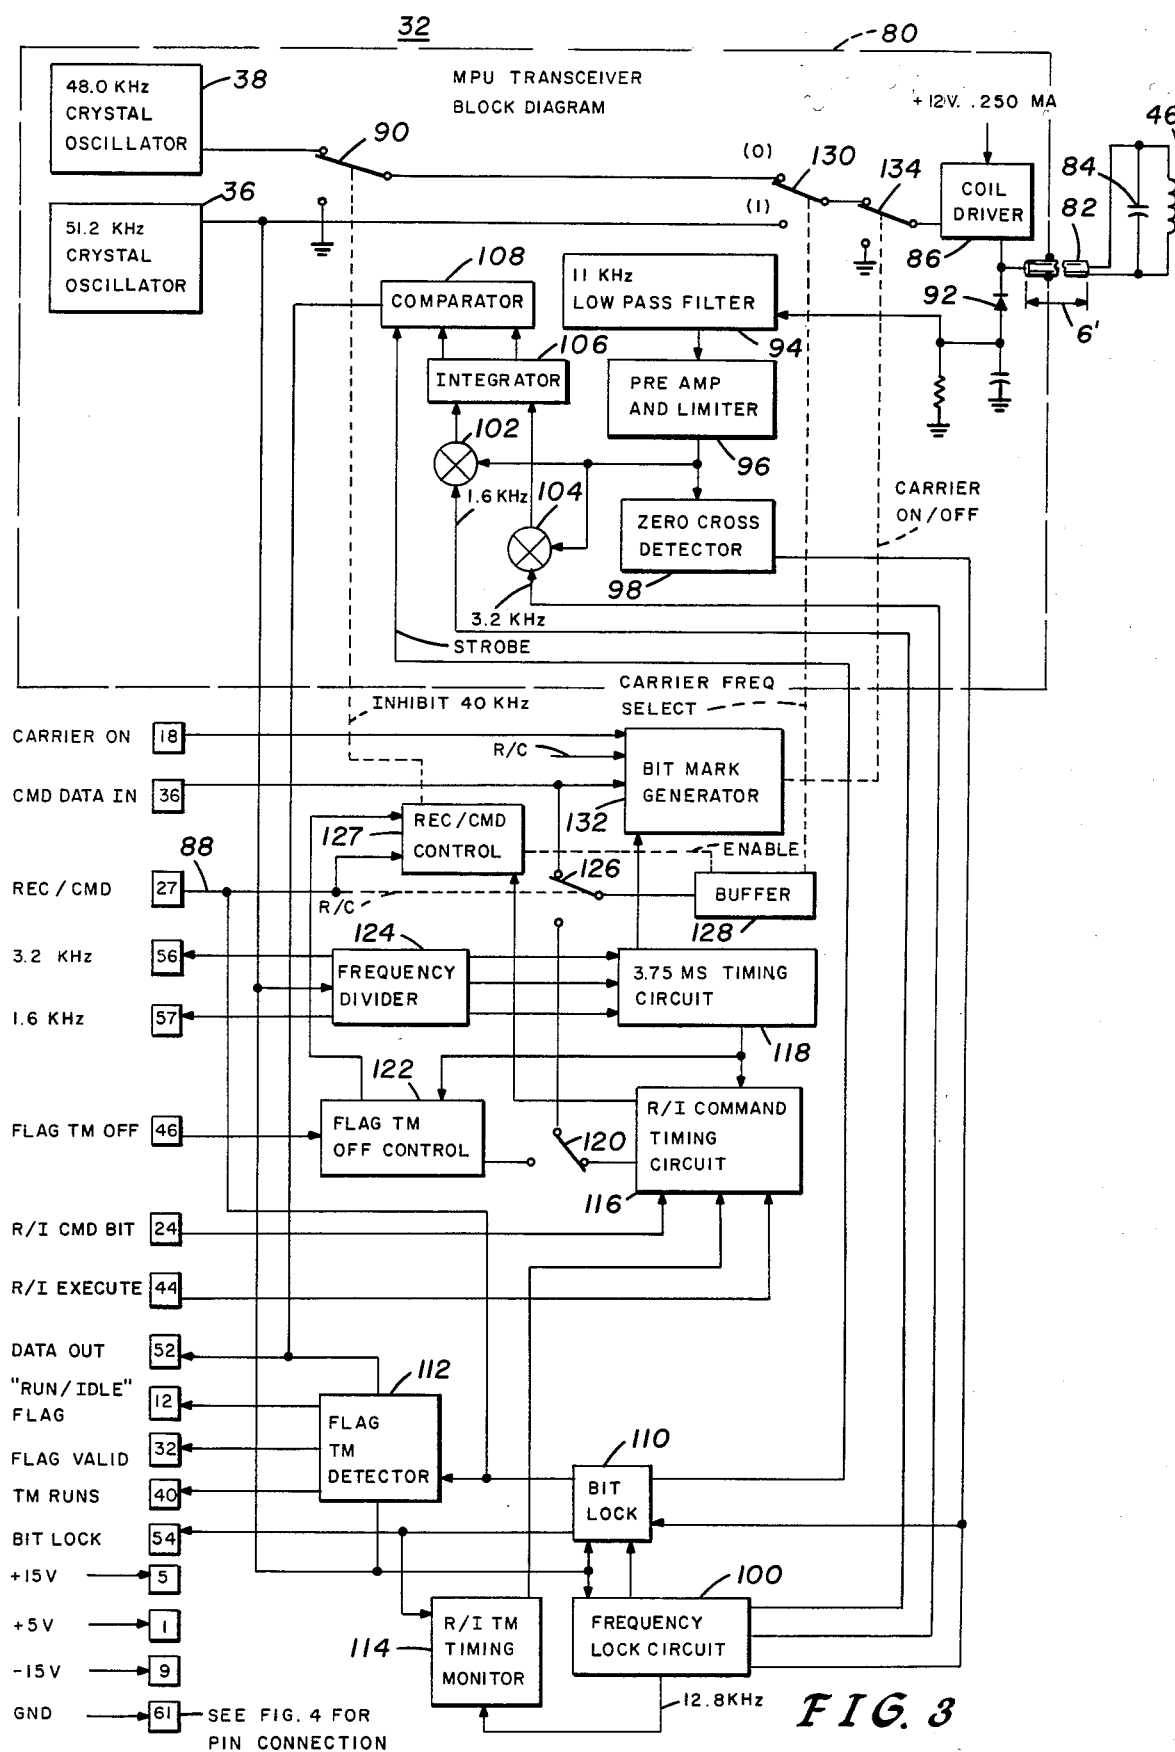 32
80
MPU TRANSCEIVER
BLOCK DIAGRAM
48.0 KHz
CRYSTAL
OSCILLATOR
38
90
+12V. .250 MA
46
(0)
130
134
COIL
DRIVER
84
82
36
51.2 KHz
CRYSTAL
OSCILLATOR
(1)
86
108
COMPARATOR
11 KHz
LOW PASS FILTER
92
6'
94
106
INTEGRATOR
PRE AMP
AND LIMITER
102
96
1.6 KHz
104
CARRIER
ON/OFF
ZERO CROSS
DETECTOR
98
3.2 KHz
STROBE
CARRIER FREQ
SELECT
INHIBIT 40 KHz
CARRIER ON
18
R/C
BIT MARK
GENERATOR
CMD DATA IN
36
132
REC/CMD
CONTROL
127
ENABLE
88
REC/CMD
27
R/C
126
BUFFER
128
3.2 KHz
56
124
FREQUENCY
DIVIDER
3.75 MS TIMING
CIRCUIT
1.6 KHz
57
118
122
FLAG TM OFF
46
FLAG TM
OFF CONTROL
120
R/I COMMAND
TIMING
CIRCUIT
116
R/I CMD BIT
24
R/I EXECUTE
44
DATA OUT
52
112
"RUN/IDLE"
FLAG
12
FLAG
TM
DETECTOR
FLAG VALID
32
110
BIT
LOCK
TM RUNS
40
BIT LOCK
54
+15V
5
100
+5V
1
R/I TM
TIMING
MONITOR
114
FREQUENCY
LOCK CIRCUIT
-15V
9
12.8KHz
GND
61
SEE FIG. 4 FOR
PIN CONNECTION
FIG. 3